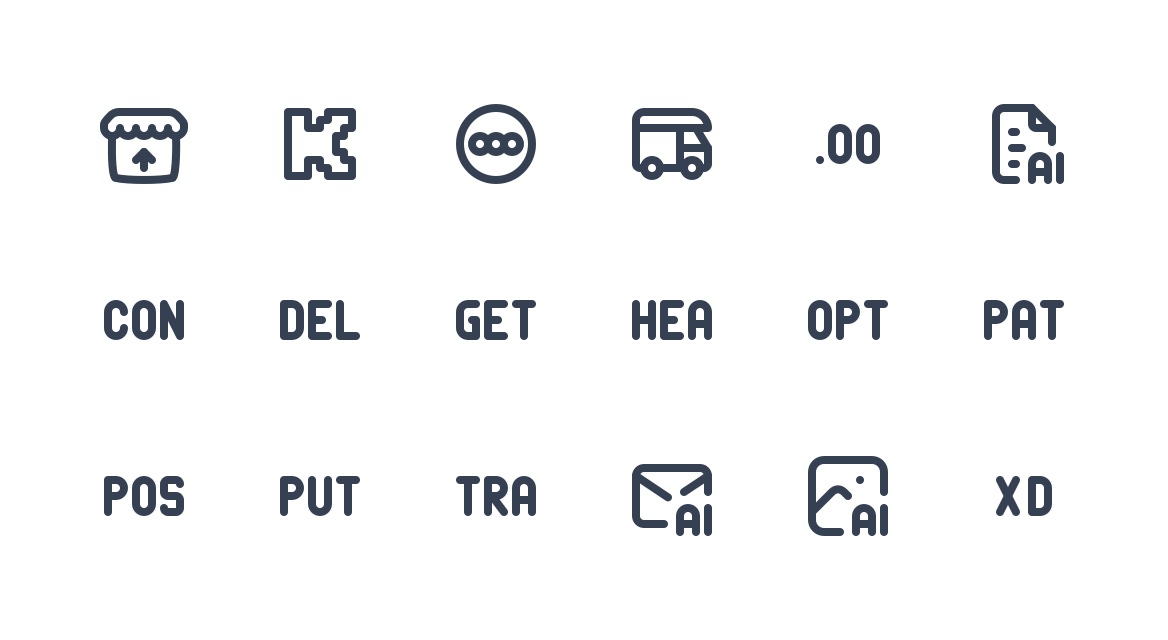 .00 AI
CON DEL GET HEA OPT PAT
POS PUT TRA AI AI XD